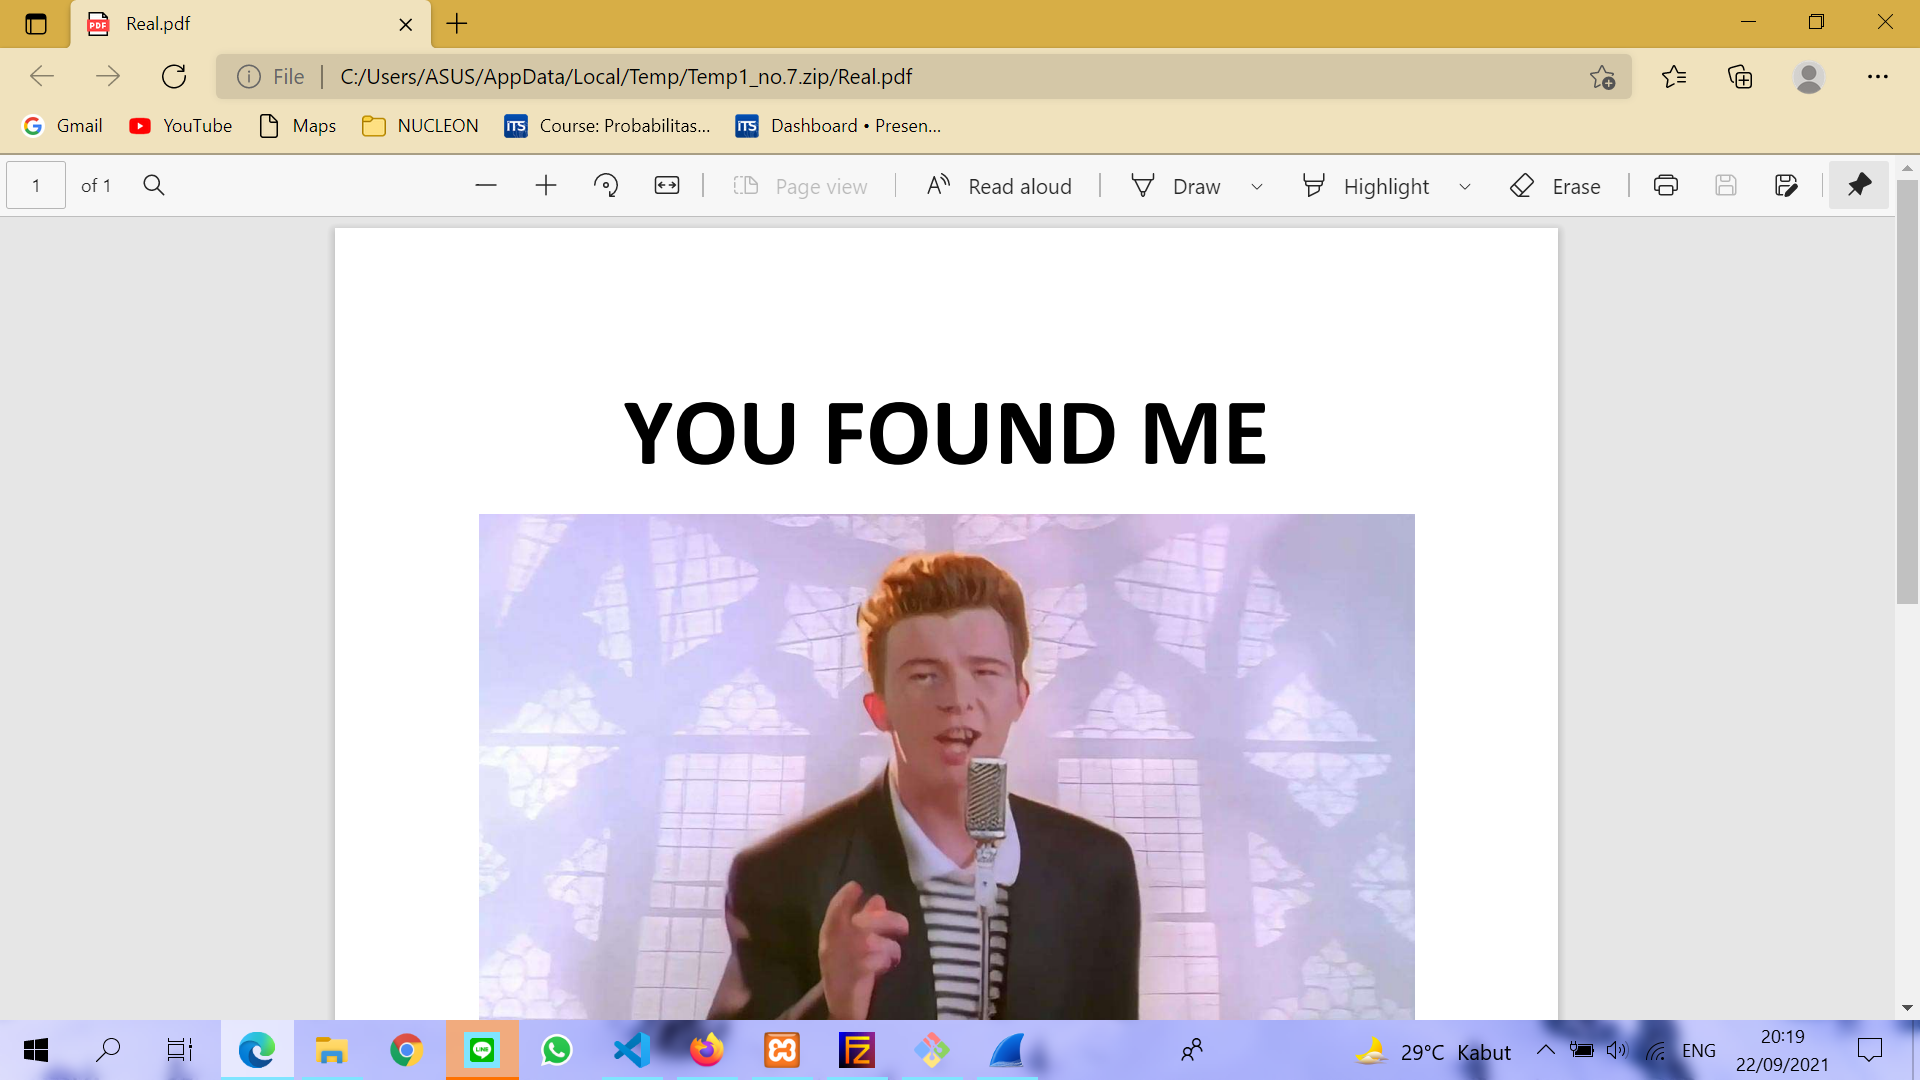 Real.pdf
File | C:/Users/ASUS/AppData/Local/Temp/Temp1_no.7.zip/Real.pdf
Gmail YouTube Maps NUCLEON ITS Course: Probabilitas... ITS Dashboard • Presen...
1 of 1 Page view Read aloud Draw Highlight Erase
YOU FOUND ME
29°C Kabut ENG 20:19
22/09/2021